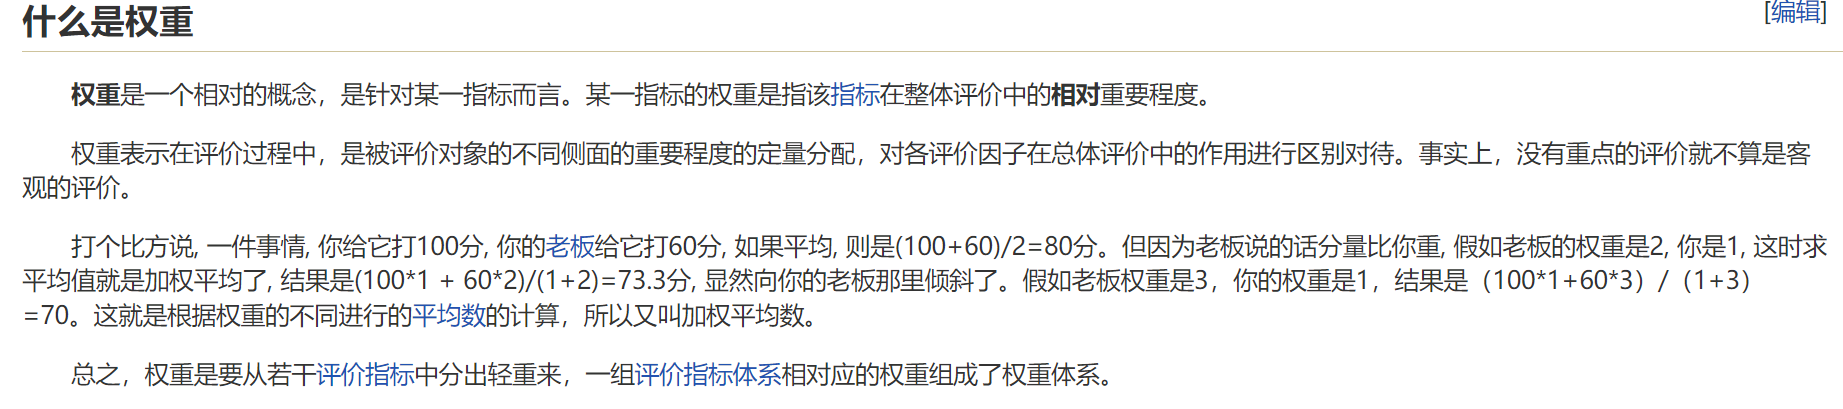 什么是权重
[编辑]
权重是一个相对的概念，是针对某一指标而言。某一指标的权重是指该指标在整体评价中的相对重要程度。
权重表示在评价过程中，是被评价对象的不同侧面的重要程度的定量分配，对各评价因子在总体评价中的作用进行区别对待。事实上，没有重点的评价就不算是客
观的评价。
打个比方说, 一件事情, 你给它打100分, 你的老板给它打60分, 如果平均, 则是(100+60)/2=80分。但因为老板说的话分量比你重, 假如老板的权重是2, 你是1, 这时求
平均值就是加权平均了, 结果是(100*1 + 60*2)/(1+2)=73.3分, 显然向你的老板那里倾斜了。假如老板权重是3，你的权重是1，结果是（100*1+60*3）/（1+3）
=70。这就是根据权重的不同进行的平均数的计算，所以又叫加权平均数。
总之，权重是要从若干评价指标中分出轻重来，一组评价指标体系相对应的权重组成了权重体系。